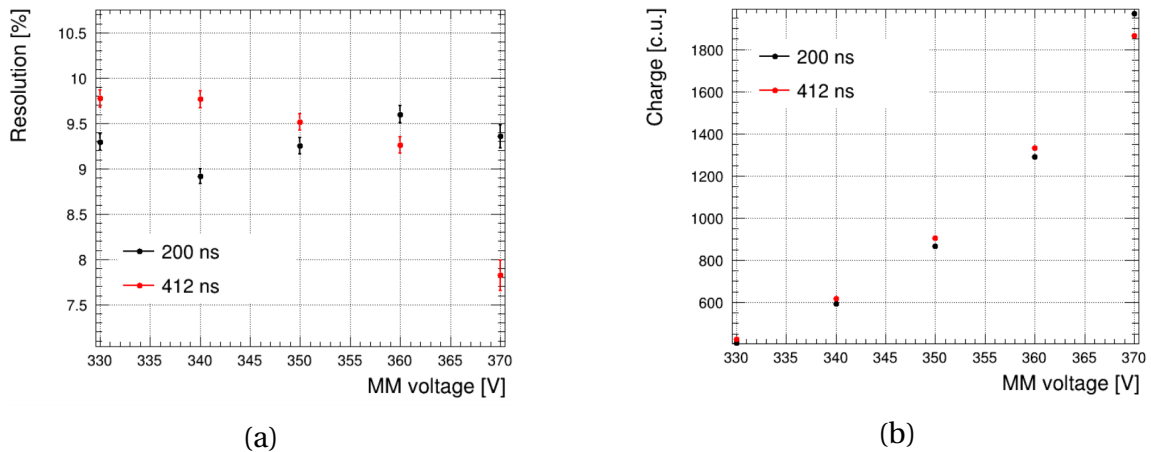 Resolution [%]
10.5
10
9.5
9
8.5
8
7.5
200 ns
412 ns
330 335 340 345 350 355 360 365 370
MM voltage [V]
(a)
Charge [c.u.]
1800
1600
1400
1200
1000
800
600
200 ns
412 ns
330 335 340 345 350 355 360 365 370
MM voltage [V]
(b)